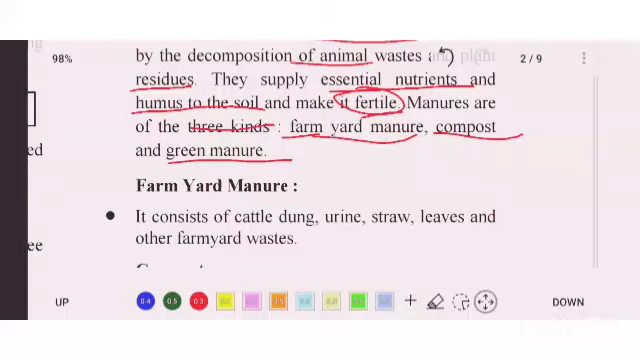 98%
by the decomposition of animal wastes and plant
2/9
residues. They supply essential nutrients and
humus to the soil and make it fertile. Manures are
of the three kinds : farm yard manure, compost
and green manure.
ed
Farm Yard Manure :
It consists of cattle dung, urine, straw, leaves and
other farmyard wastes.
ee
UP
0.4
0.5
0.3
DOWN